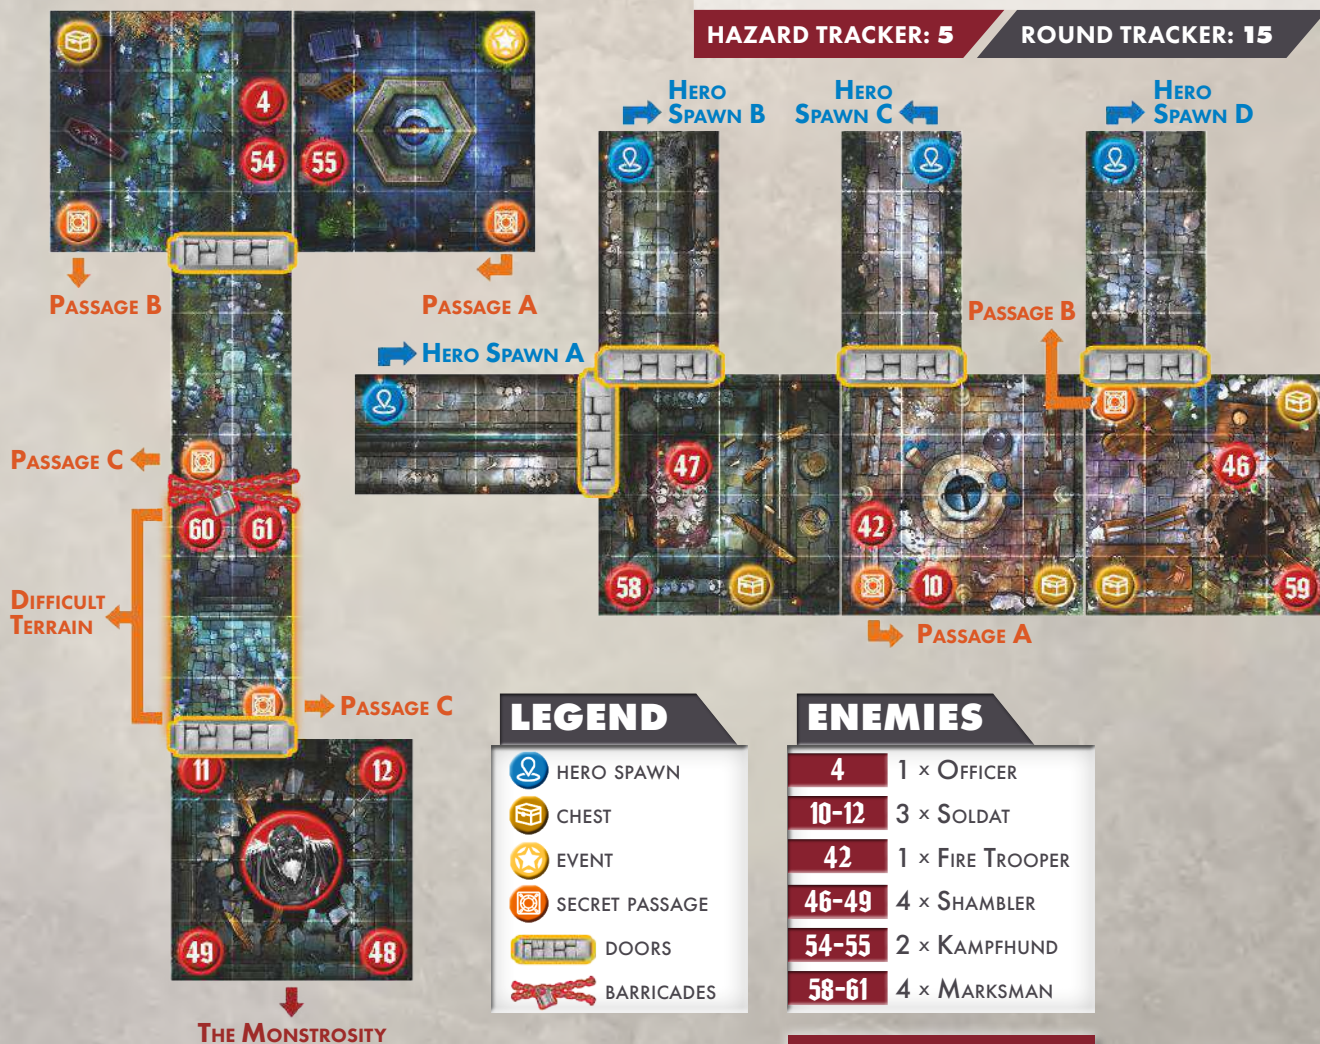 HAZARD TRACKER: 5
ROUND TRACKER: 15
HERO
SPAWN B
HERO
SPAWN C
HERO
SPAWN D
4
54
55
PASSAGE B
PASSAGE A
PASSAGE B
HERO SPAWN A
PASSAGE C
47
46
42
60
61
58
10
59
DIFFICULT
TERRAIN
PASSAGE A
PASSAGE C
11
12
49
48
THE MONSTROSITY
LEGEND
HERO SPAWN
CHEST
EVENT
SECRET PASSAGE
DOORS
BARRICADES
ENEMIES
4 1 × OFFICER
10-12 3 × SOLDAT
42 1 × FIRE TROOPER
46-49 4 × SHAMBLER
54-55 2 × KAMPFHUND
58-61 4 × MARKSMAN